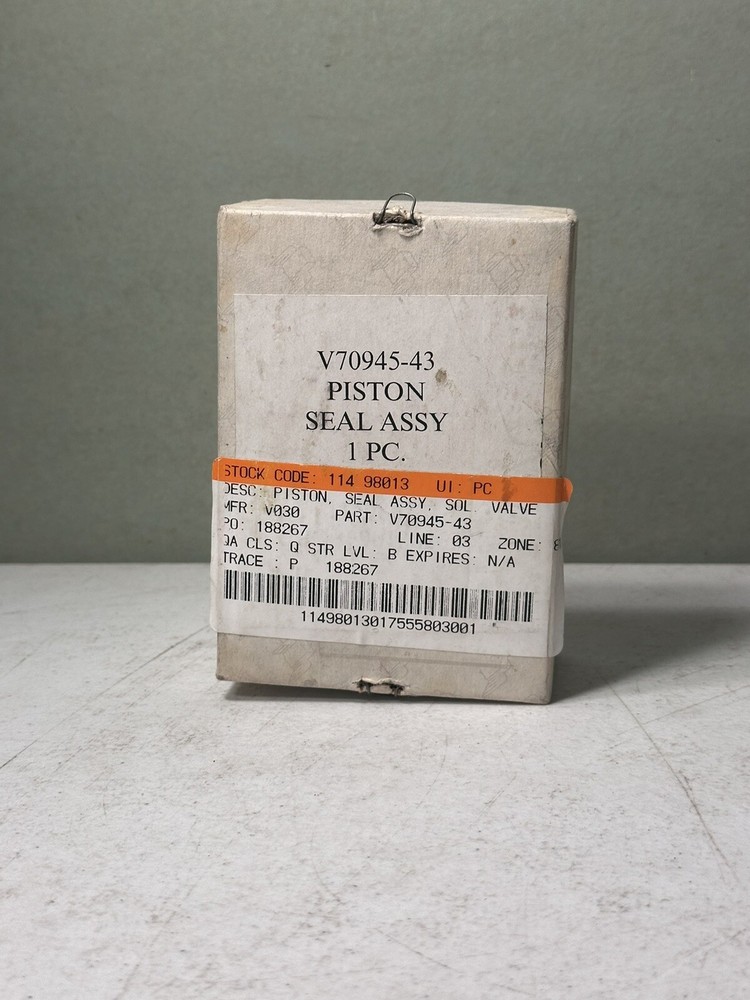 V70945-43
PISTON
SEAL ASSY
1 PC.
STOCK CODE: 114 98013 UI: PC
DESC: PISTON, SEAL ASSY, SOL. VALVE
MFR: V030 PART: V70945-43
PO: 188267 LINE: 03 ZONE:
QA CLS: Q STR LVL: B EXPIRES: N/A
TRACE : P 188267
11498013017555803001